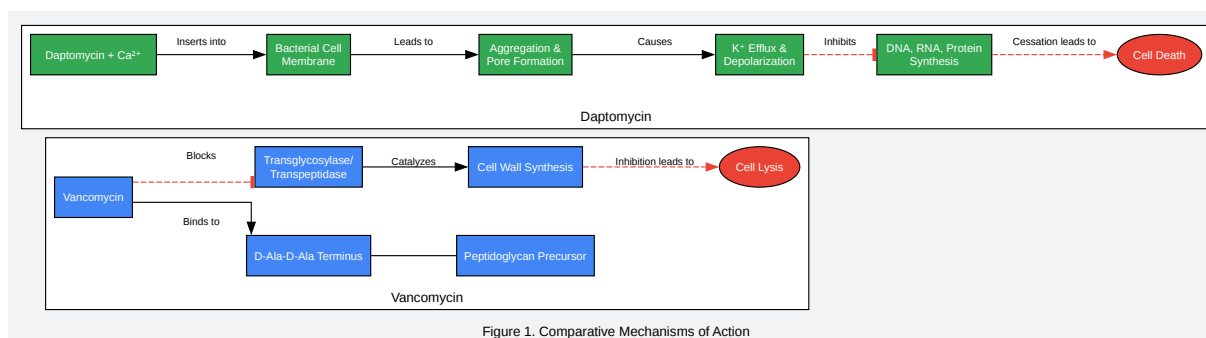 Daptomycin + Ca²⁺
Inserts into
Bacterial Cell
Membrane
Leads to
Aggregation &
Pore Formation
Causes
K⁺ Efflux &
Depolarization
Inhibits
DNA, RNA, Protein
Synthesis
Cessation leads to
Cell Death
Daptomycin
Vancomycin
Blocks
Transglycosylase/
Transpeptidase
Catalyzes
Cell Wall Synthesis
Inhibition leads to
Cell Lysis
Binds to
D-Ala-D-Ala Terminus
Peptidoglycan Precursor
Vancomycin
Figure 1. Comparative Mechanisms of Action